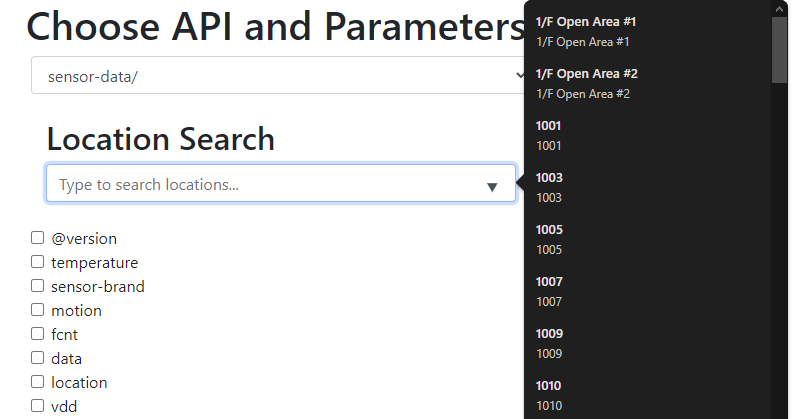 Choose API and Parameters
sensor-data/
Location Search
Type to search locations...
@version
temperature
sensor-brand
motion
fcnt
data
location
vdd
1/F Open Area #1
1/F Open Area #1
1/F Open Area #2
1/F Open Area #2
1001
1001
1003
1003
1005
1005
1007
1007
1009
1009
1010
1010